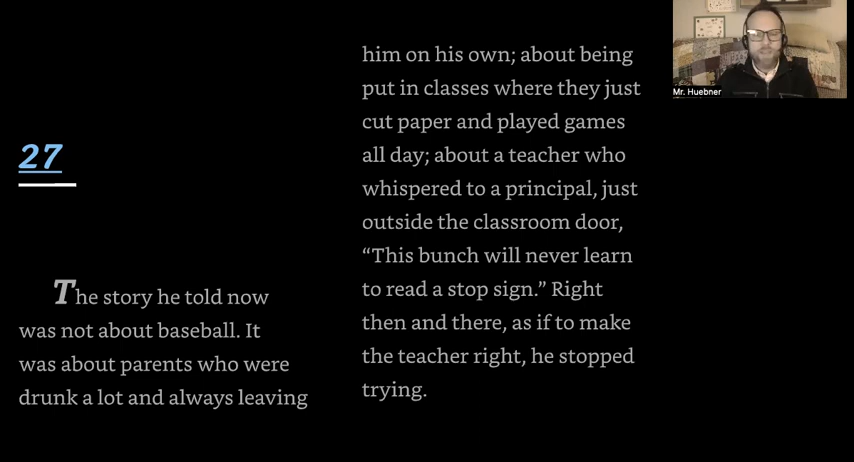 27
The story he told now
was not about baseball. It
was about parents who were
drunk a lot and always leaving
him on his own; about being
put in classes where they just
cut paper and played games
all day; about a teacher who
whispered to a principal, just
outside the classroom door,
“This bunch will never learn
to read a stop sign.” Right
then and there, as if to make
the teacher right, he stopped
trying.
Mr. Huebner